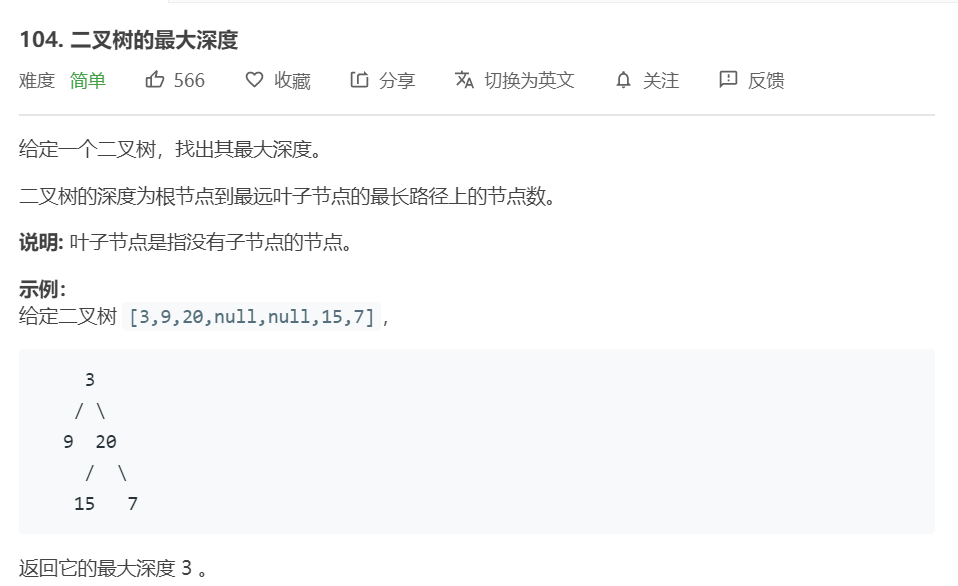 104. 二叉树的最大深度
难度 简单 566 收藏 分享 切换为英文 关注 反馈
给定一个二叉树，找出其最大深度。
二叉树的深度为根节点到最远叶子节点的最长路径上的节点数。
说明: 叶子节点是指没有子节点的节点。
示例：
给定二叉树 [3,9,20,null,null,15,7]，
3
/ \
9 20
/ \
15 7
返回它的最大深度 3 。